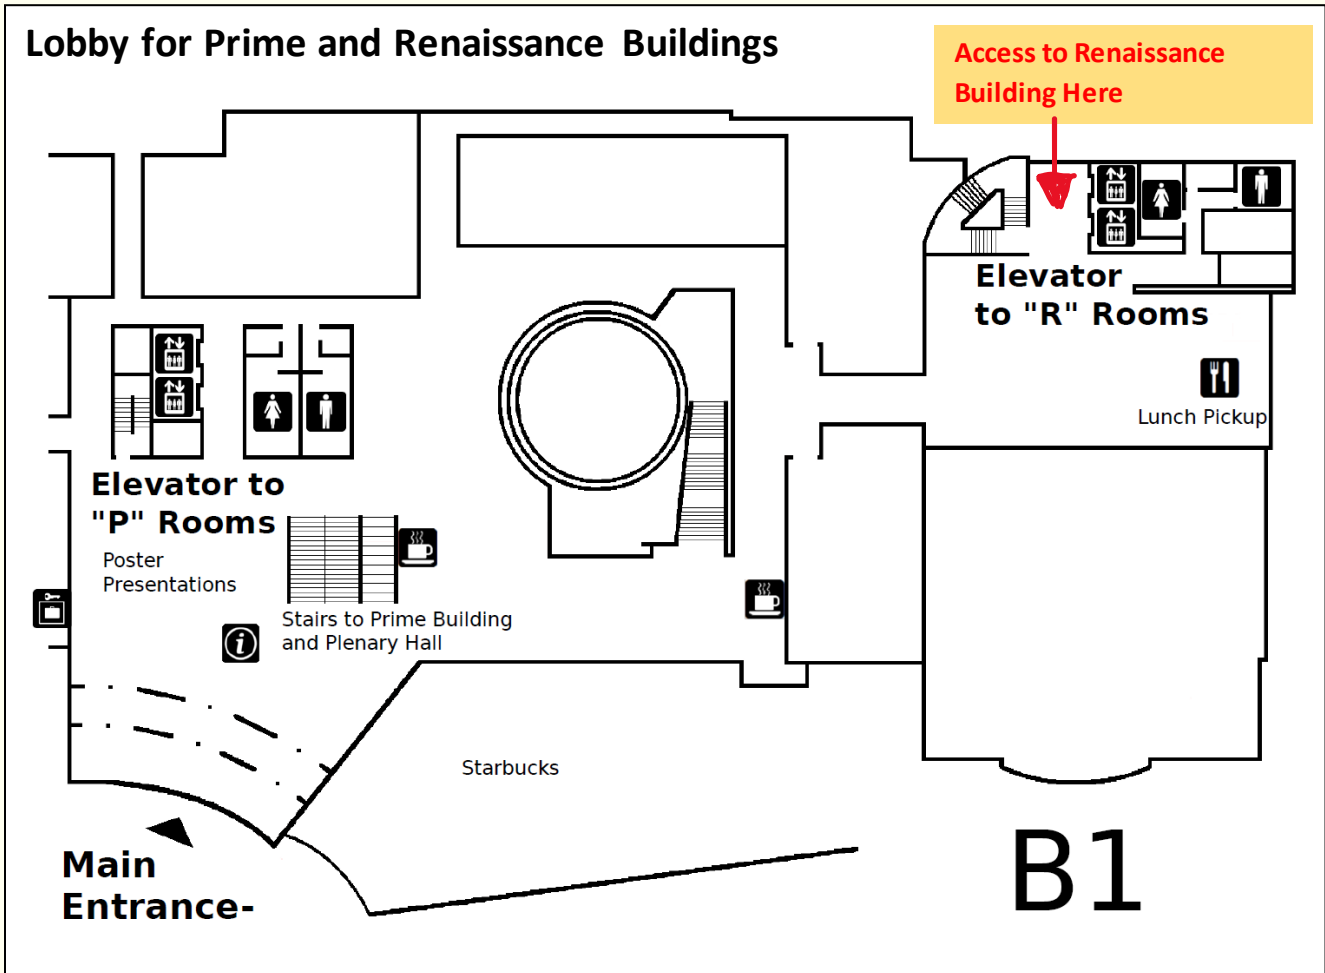 Lobby for Prime and Renaissance Buildings
Access to Renaissance
Building Here
Elevator
to "R" Rooms
Lunch Pickup
Elevator to
"P" Rooms
Poster
Presentations
Stairs to Prime Building
and Plenary Hall
i
Starbucks
Main
Entrance-
B1